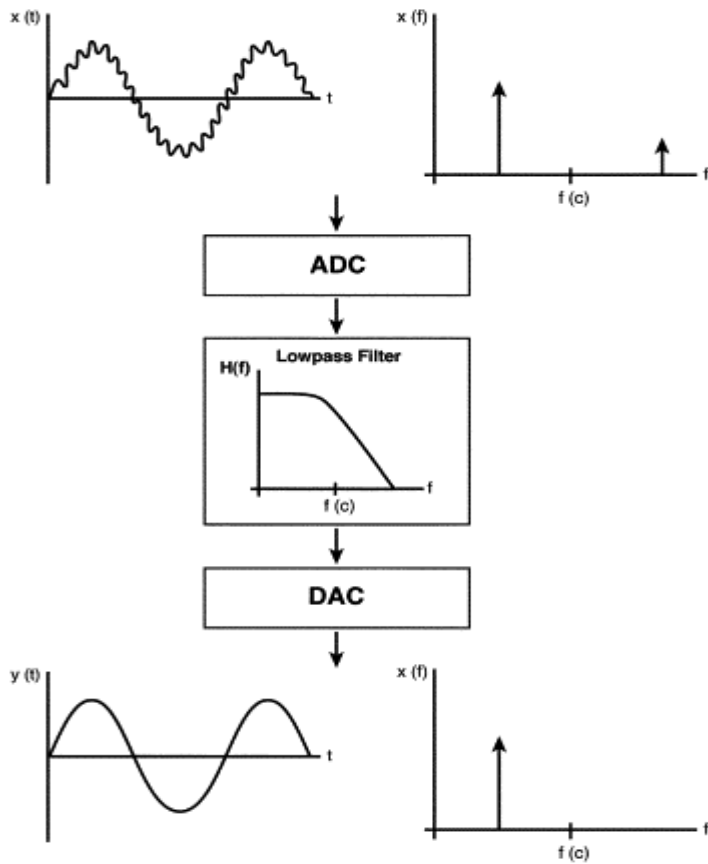 x (t)
t
x (f)
f
f (c)
ADC
Lowpass Filter
H(f)
f
f (c)
DAC
y (t)
t
x (f)
f
f (c)